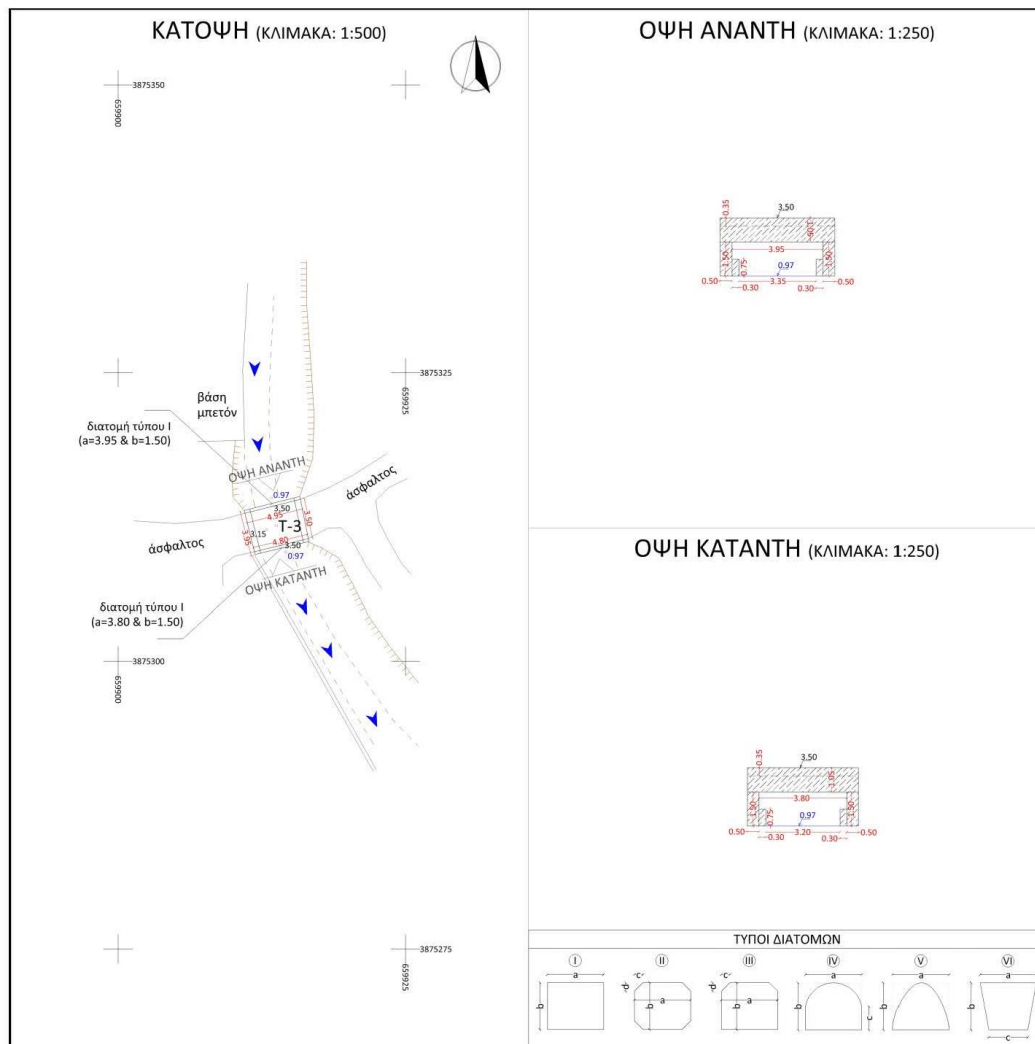 ΚΑΤΟΨΗ (ΚΛΙΜΑΚΑ: 1:500)
3875350
659900
3875325
659925
βάση
μπετόν
διατομή τύπου Ι
(a=3.95 & b=1.50)
ΟΨΗ ΑΝΑΝΤΗ
άσφαλτος
0.97
3.50
4.95
3.50
T-3
3.95
3.15
4.80
3.50
0.97
άσφαλτος
ΟΨΗ ΚΑΤΑΝΤΗ
διατομή τύπου Ι
(a=3.80 & b=1.50)
3875300
659900
3875275
659925
ΟΨΗ ΑΝΑΝΤΗ (ΚΛΙΜΑΚΑ: 1:250)
0.35
3.50
1.05
3.95
1.50
0.75
0.97
1.50
0.50
0.30
3.35
0.30
0.50
ΟΨΗ ΚΑΤΑΝΤΗ (ΚΛΙΜΑΚΑ: 1:250)
0.35
3.50
1.05
3.80
1.50
0.75
0.97
1.50
0.50
0.30
3.20
0.30
0.50
ΤΥΠΟΙ ΔΙΑΤΟΜΩΝ
I II III IV V VI
a c c a a a
b d a b d b b c b b c